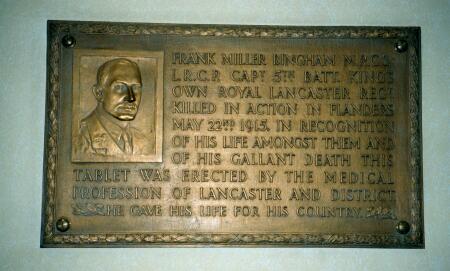 FRANK MILLER BINGHAM M.R.C.S.
L.R.C.P. CAPT 5TH BATT. KING'S
OWN ROYAL LANCASTER REGT
KILLED IN ACTION IN FLANDERS
MAY 22ND 1915. IN RECOGNITION
OF HIS LIFE AMONGST THEM AND
OF HIS GALLANT DEATH THIS
TABLET WAS ERECTED BY THE MEDICAL
PROFESSION OF LANCASTER AND DISTRICT
HE GAVE HIS LIFE FOR HIS COUNTRY.